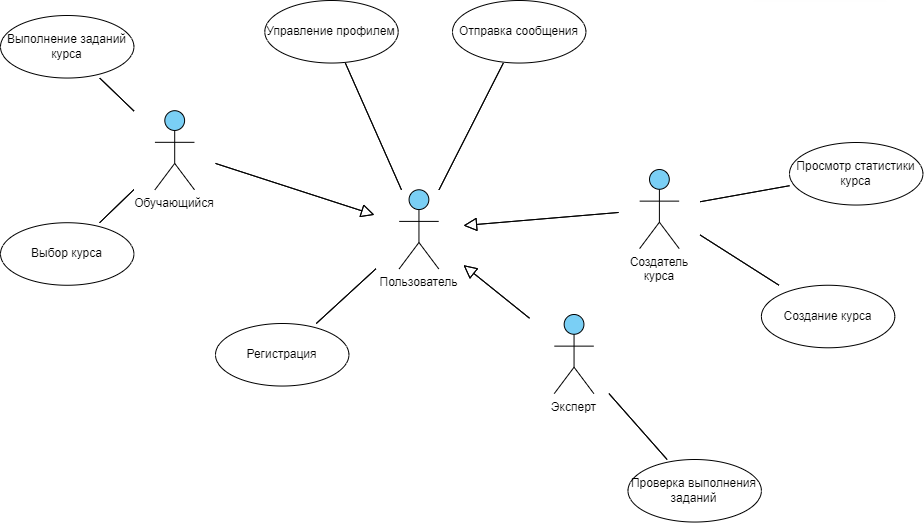 Выполнение заданий
курса
Управление профилем
Отправка сообщения
Обучающийся
Просмотр статистики
курса
Выбор курса
Пользователь
Создатель
курса
Создание курса
Регистрация
Эксперт
Проверка выполнения
заданий